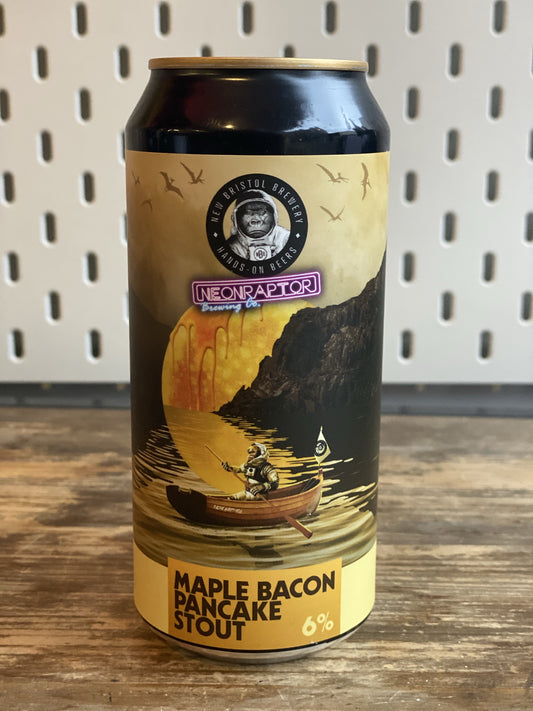 NEW BRISTOL BREWERY
HANDS-ON BEERS
NEONRAPTOR
Brewing Co.
MAPLE BACON
PANCAKE
STOUT
6%